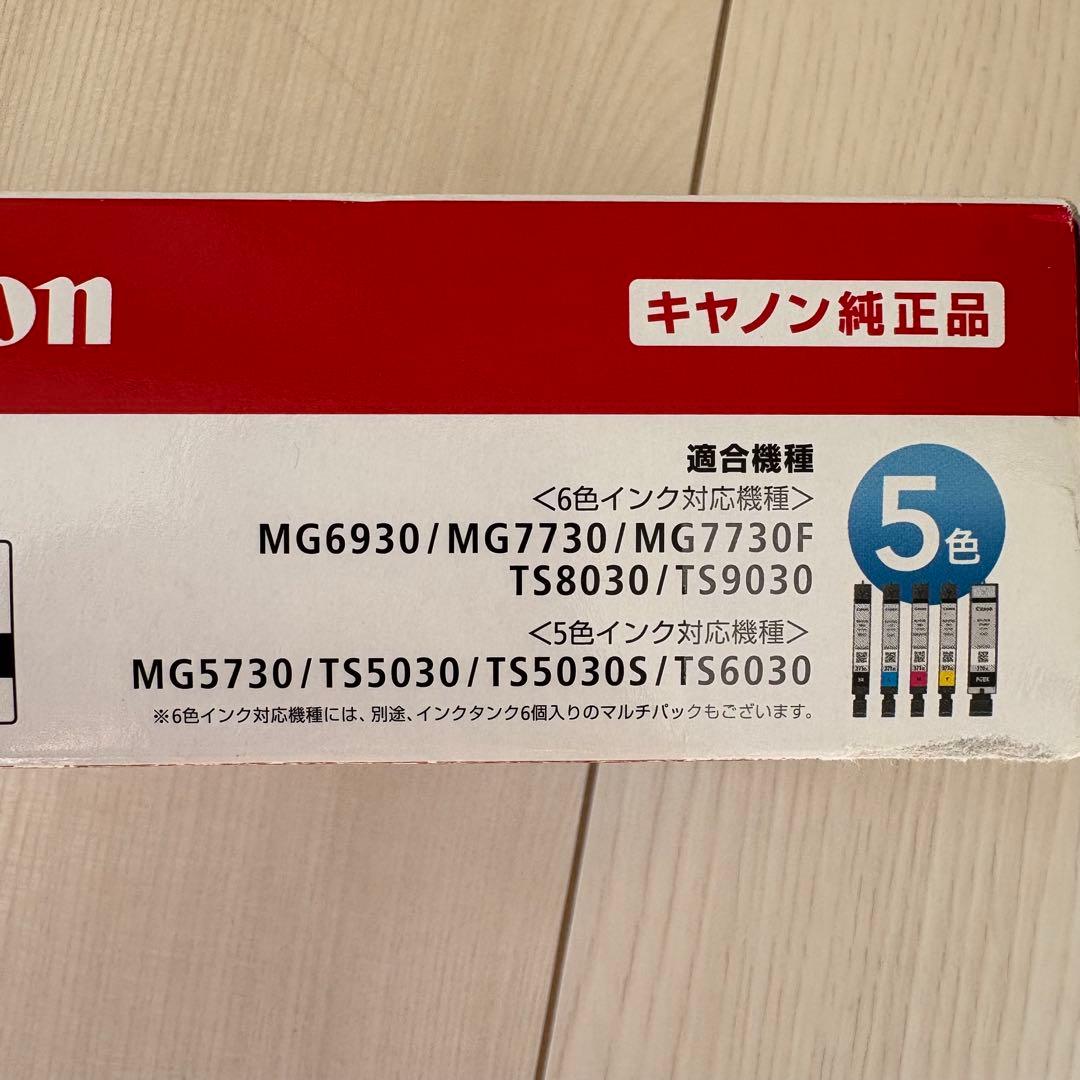 on
キヤノン純正品
適合機種
<6色インク対応機種>
MG6930/MG7730/MG7730F
TS8030/TS9030
<5色インク対応機種>
MG5730/TS5030/TS5030S/TS6030
※6色インク対応機種には、別途、インクタンク6個入りのマルチパックもございます。
5色